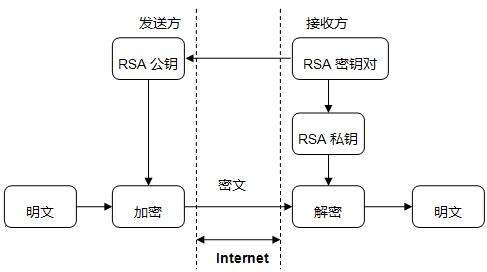 发送方
接收方
RSA 公钥
RSA 密钥对
RSA 私钥
密文
明文
加密
解密
明文
Internet